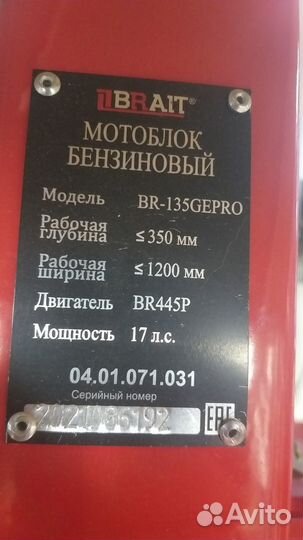 BRAIT®
МОТОБЛОК
БЕНЗИНОВЫЙ
Модель BR-135GEPRO
Рабочая глубина ≤ 350 мм
Рабочая ширина ≤ 1200 мм
Двигатель BR445P
Мощность 17 л.с.
04.01.071.031
Серийный номер
EAC
Avito